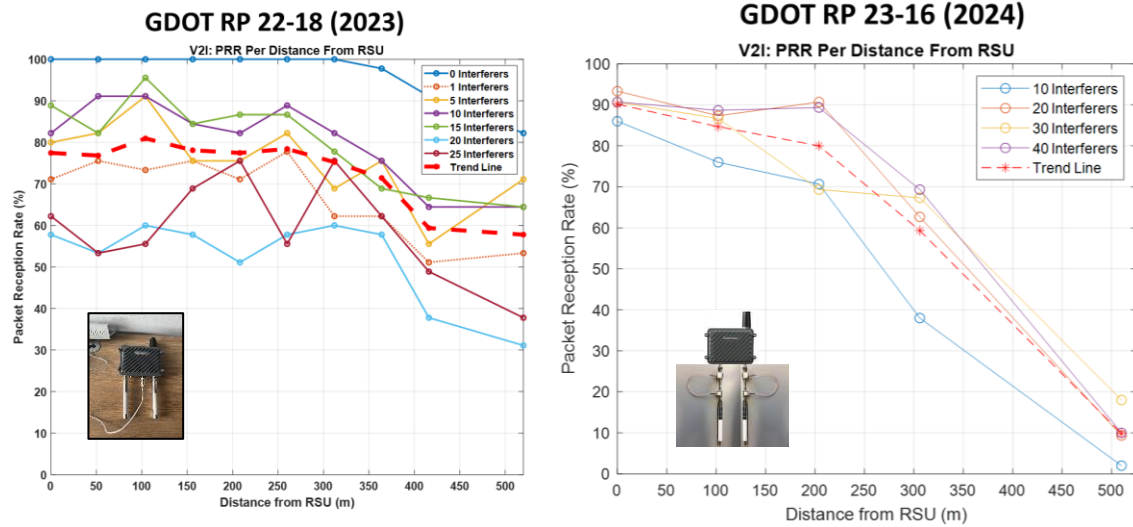 GDOT RP 22-18 (2023)
V2I: PRR Per Distance From RSU
100
90
80
70
60
50
40
30
20
10
0
Packet Reception Rate (%)
0 Interferers
1 Interferers
5 Interferers
10 Interferers
15 Interferers
20 Interferers
25 Interferers
Trend Line
0 50 100 150 200 250 300 350 400 450 500
Distance from RSU (m)
GDOT RP 23-16 (2024)
V2I: PRR Per Distance From RSU
100
90
80
70
60
50
40
30
20
10
0
Packet Reception Rate (%)
10 Interferers
20 Interferers
30 Interferers
40 Interferers
Trend Line
0 50 100 150 200 250 300 350 400 450 500
Distance from RSU (m)